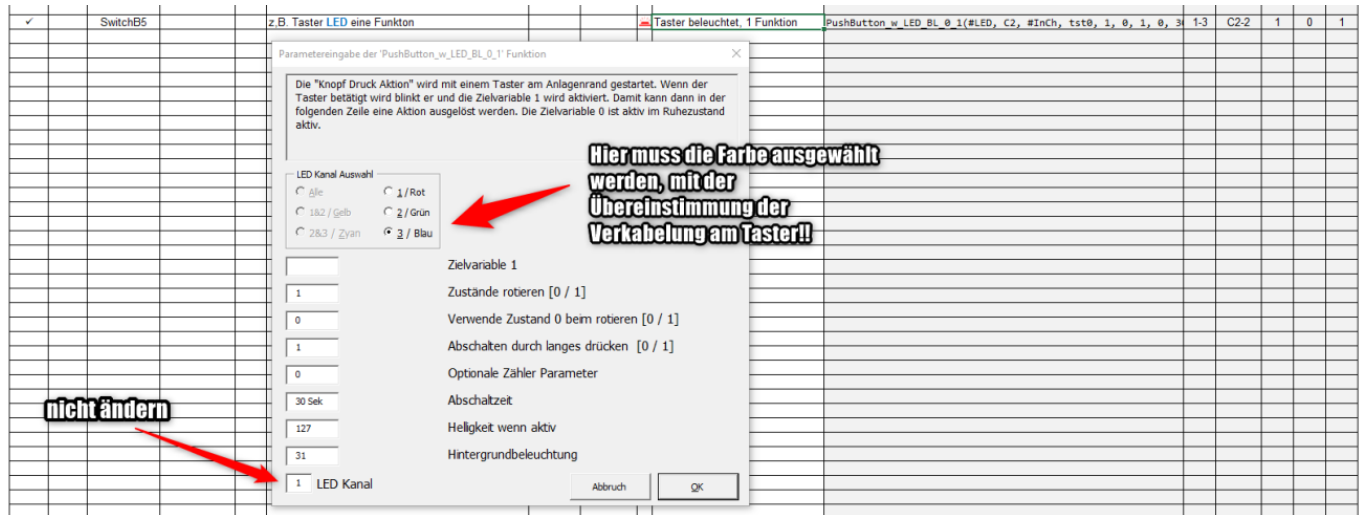 ✓ SwitchB5 z,B. Taster LED eine Funkton Taster beleuchtet, 1 Funktion PushButton_w_LED_BL_0_1(#LED, C2, #InCh, tst0, 1, 0, 1, 0, 30 1-3 C2-2 1 0 1
Parametereingabe der 'PushButton_w_LED_BL_0_1' Funktion
Die "Knopf Druck Aktion" wird mit einem Taster am Anlagenrand gestartet. Wenn der
Taster betätigt wird blinkt er und die Zielvariable 1 wird aktiviert. Damit kann dann in der
folgenden Zeile eine Aktion ausgelöst werden. Die Zielvariable 0 ist aktiv im Ruhezustand
aktiv.
Hier muss die Farbe ausgewählt
werden, mit der
Übereinstimmung der
Verkabelung am Taster!!
LED Kanal Auswahl
Alle 1 / Rot
1&2 / Gelb 2 / Grün
2&3 / Zyan 3 / Blau
Zielvariable 1
1 Zustände rotieren [0 / 1]
0 Verwende Zustand 0 beim rotieren [0 / 1]
1 Abschalten durch langes drücken [0 / 1]
0 Optionale Zähler Parameter
30 Sek Abschaltzeit
nicht ändern
127 Helligkeit wenn aktiv
31 Hintergrundbeleuchtung
1 LED Kanal
Abbruch OK